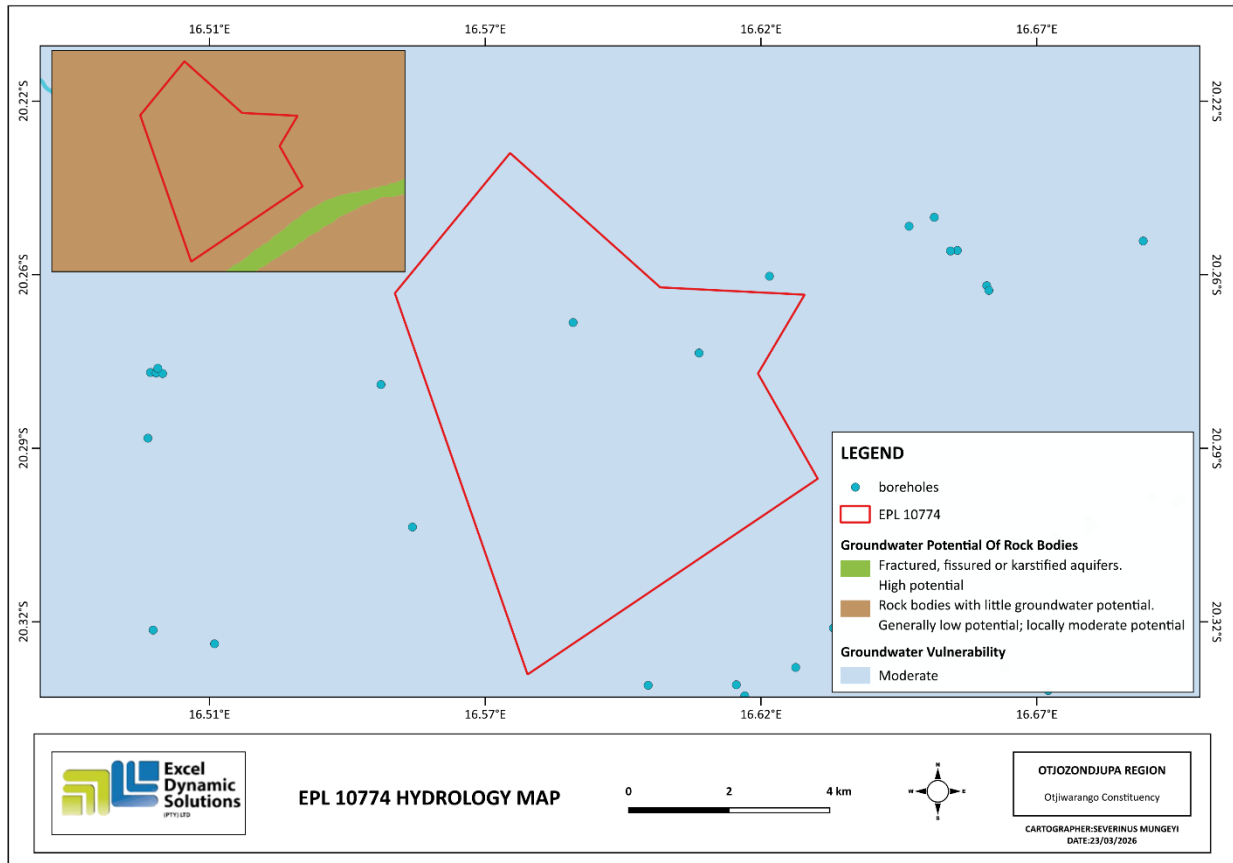 16.51°E 16.57°E 16.62°E 16.67°E
20.22°S 20.22°S
20.26°S 20.26°S
20.29°S 20.29°S
20.32°S 20.32°S
LEGEND
boreholes
EPL 10774
Groundwater Potential Of Rock Bodies
Fractured, fissured or karstified aquifers.
High potential
Rock bodies with little groundwater potential.
Generally low potential; locally moderate potential
Groundwater Vulnerability
Moderate
16.51°E 16.57°E 16.62°E 16.67°E
Excel
Dynamic
Solutions
(PTY) LTD
EPL 10774 HYDROLOGY MAP
0 2 4 km
N
W E
S
OTJOZONDJUPA REGION
Otjiwarango Constituency
CARTOGRAPHER:SEVERINUS MUNGEYI
DATE:23/03/2026